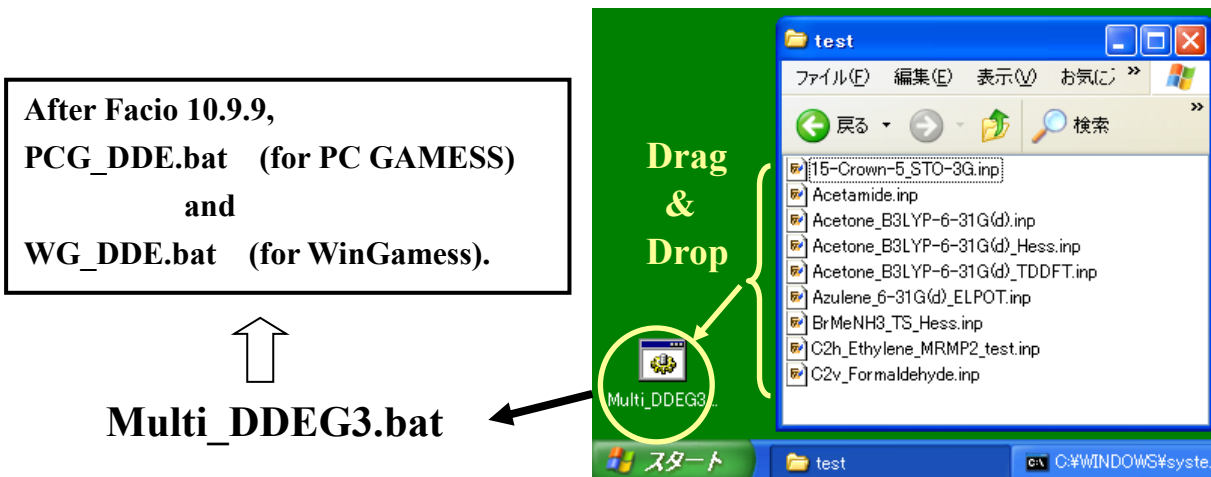 After Facio 10.9.9,
PCG_DDE.bat (for PC GAMESS)
and
WG_DDE.bat (for WinGamess).
Multi_DDEG3.bat
Drag
&
Drop
Multi_DDEG3...
test
ファイル(F) 編集(E) 表示(V) お気に
戻る 検索
15-Crown-5_STO-3G.inp
Acetamide.inp
Acetone_B3LYP-6-31G(d).inp
Acetone_B3LYP-6-31G(d)_Hess.inp
Acetone_B3LYP-6-31G(d)_TDDFT.inp
Azulene_6-31G(d)_ELPOT.inp
BrMeNH3_TS_Hess.inp
C2h_Ethylene_MRMP2_test.inp
C2v_Formaldehyde.inp
スタート test C:¥WINDOWS¥syste.